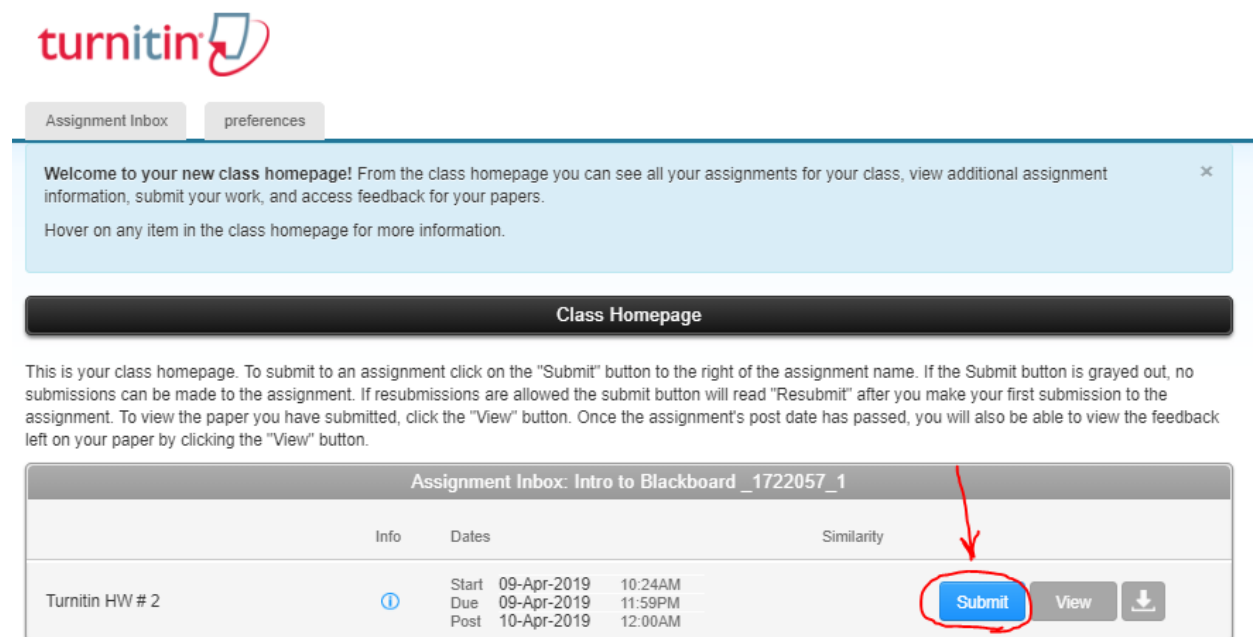 turnitin
Assignment Inbox preferences
Welcome to your new class homepage! From the class homepage you can see all your assignments for your class, view additional assignment ×
information, submit your work, and access feedback for your papers.
Hover on any item in the class homepage for more information.
Class Homepage
This is your class homepage. To submit to an assignment click on the "Submit" button to the right of the assignment name. If the Submit button is grayed out, no
submissions can be made to the assignment. If resubmissions are allowed the submit button will read "Resubmit" after you make your first submission to the
assignment. To view the paper you have submitted, click the "View" button. Once the assignment's post date has passed, you will also be able to view the feedback
left on your paper by clicking the "View" button.
Assignment Inbox: Intro to Blackboard _1722057_1
Info Dates Similarity
Start 09-Apr-2019 10:24AM
Turnitin HW # 2 Due 09-Apr-2019 11:59PM Submit View
Post 10-Apr-2019 12:00AM